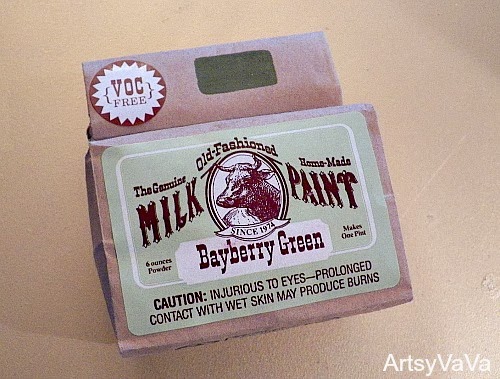 {VOC}
FREE
Old-Fashioned
The Genuine
Home-Made
MILK PAINT
SINCE 1974
Bayberry Green
6 ounces
Powder
Makes
One Pint
CAUTION: INJURIOUS TO EYES—PROLONGED
CONTACT WITH WET SKIN MAY PRODUCE BURNS
ArtsyVaVa